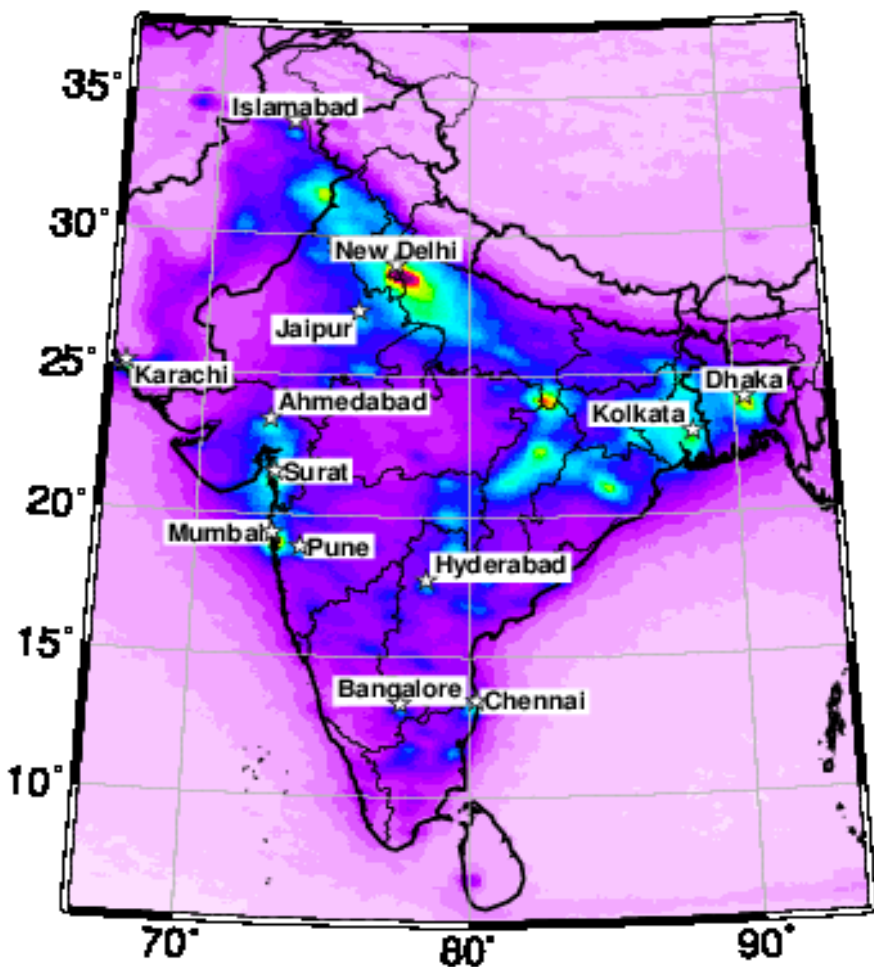 35°
Islamabad
30°
New Delhi
Jaipur
25°
Karachi
Dhaka
Ahmedabad
Kolkata
Surat
20°
Mumbai
Pune
Hyderabad
15°
Bangalore
Chennai
10°
70°
80°
90°